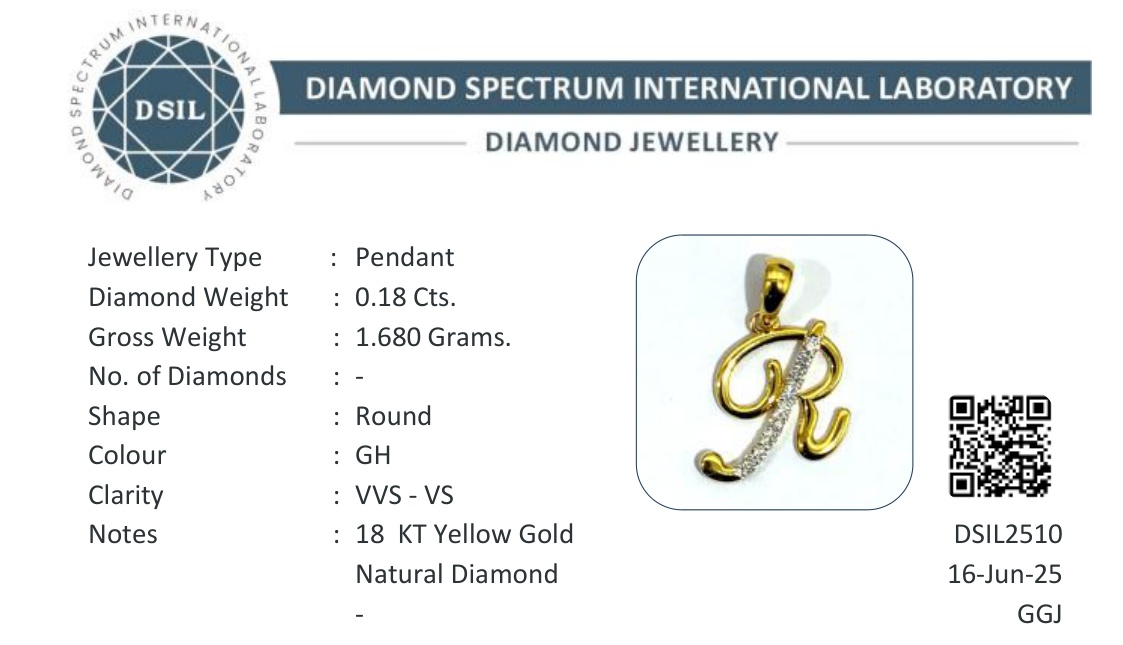 DIAMOND SPECTRUM INTERNATIONAL LABORATORY
DSIL
DIAMOND SPECTRUM INTERNATIONAL LABORATORY
DIAMOND JEWELLERY
Jewellery Type : Pendant
Diamond Weight : 0.18 Cts.
Gross Weight : 1.680 Grams.
No. of Diamonds : -
Shape : Round
Colour : GH
Clarity : VVS - VS
Notes : 18 KT Yellow Gold
Natural Diamond
-
R
DSIL2510
16-Jun-25
GGJ